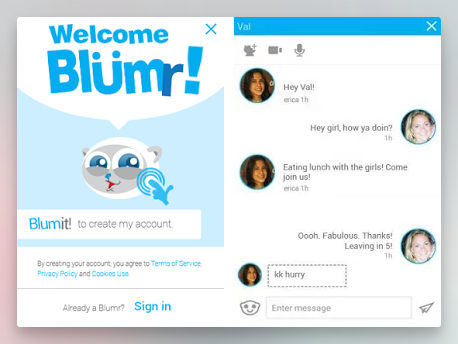 Welcome
Blümr!
Blumit! to create my account.
By creating your account, you agree to Terms of Service,
Privacy Policy and Cookies Use.
Already a Blumr? Sign in
Val
Hey Val!
erica 1h
Hey girl, how ya doin?
1h
Eating lunch with the girls! Come
join us!
erica 1h
Oooh. Fabulous. Thanks!
Leaving in 5!
1h
kk hurry
Enter message